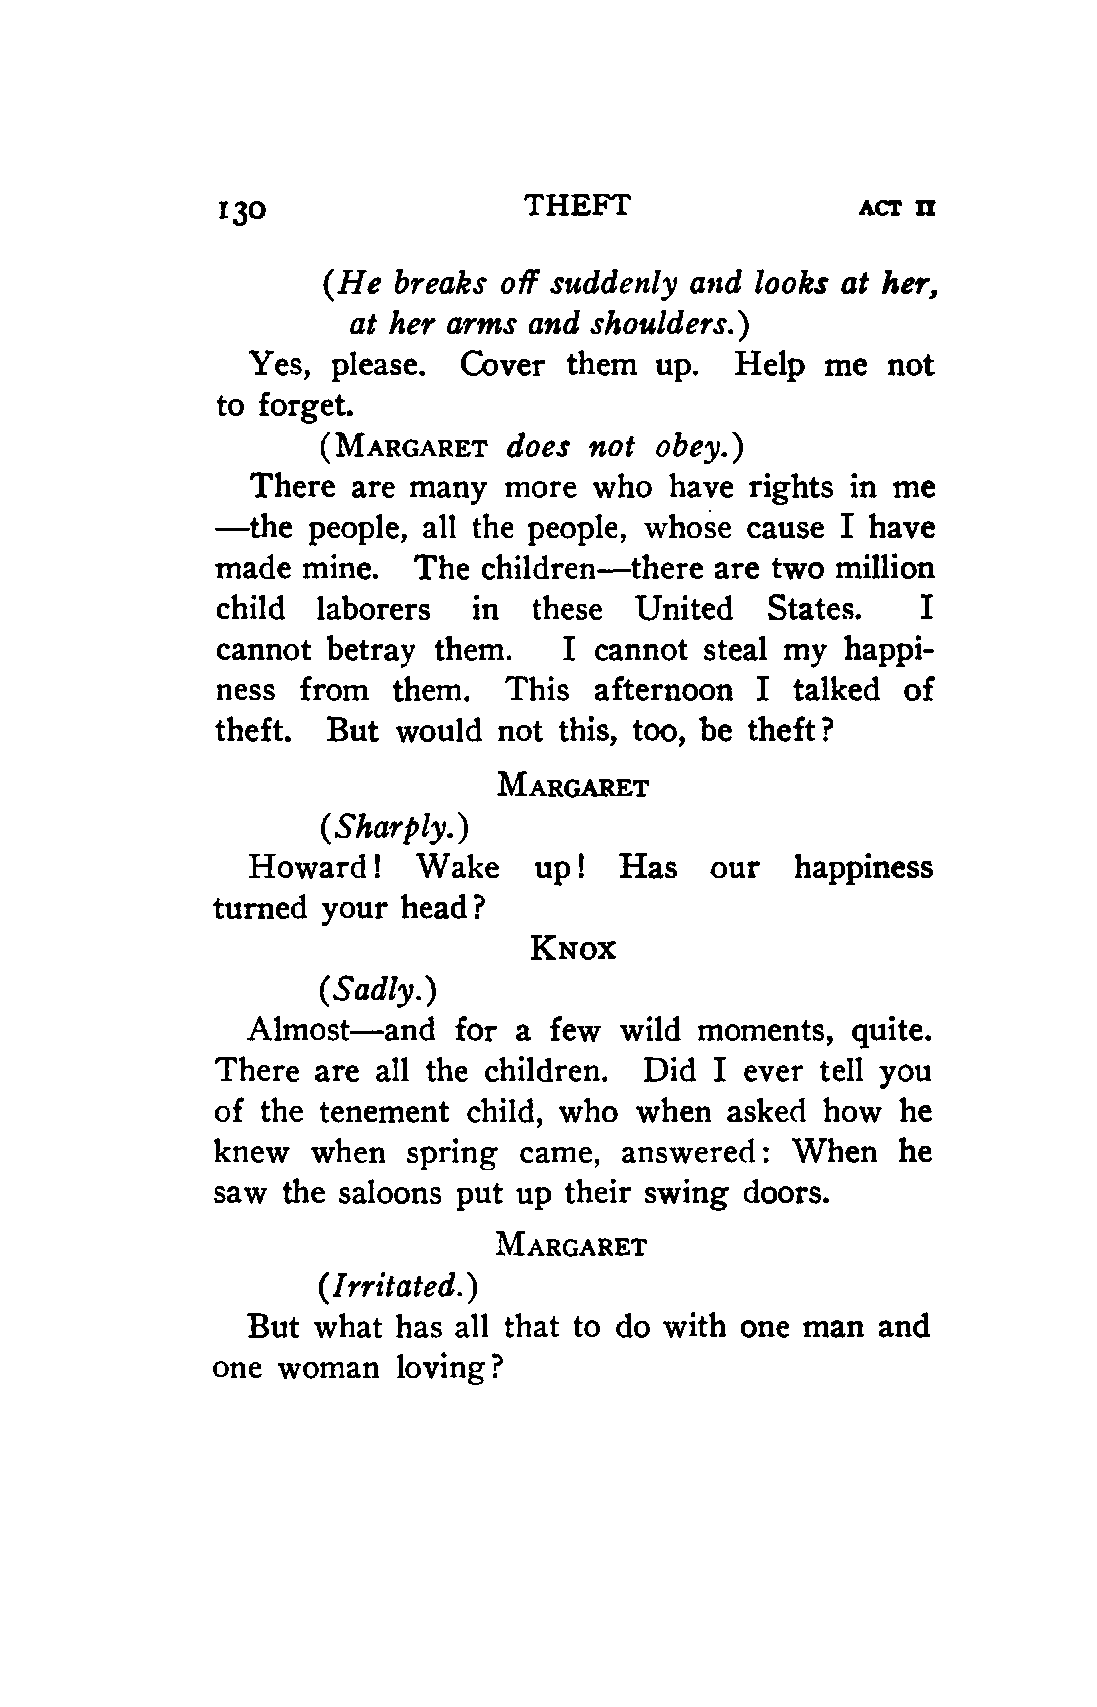 130 THEFT ACT II
(He breaks off suddenly and looks at her,
at her arms and shoulders.)
Yes, please. Cover them up. Help me not
to forget.
(MARGARET does not obey.)
There are many more who have rights in me
—the people, all the people, whose cause I have
made mine. The children—there are two million
child laborers in these United States. I
cannot betray them. I cannot steal my happi-
ness from them. This afternoon I talked of
theft. But would not this, too, be theft?
MARGARET
(Sharply.)
Howard! Wake up! Has our happiness
turned your head?
KNOX
(Sadly.)
Almost—and for a few wild moments, quite.
There are all the children. Did I ever tell you
of the tenement child, who when asked how he
knew when spring came, answered: When he
saw the saloons put up their swing doors.
MARGARET
(Irritated.)
But what has all that to do with one man and
one woman loving?